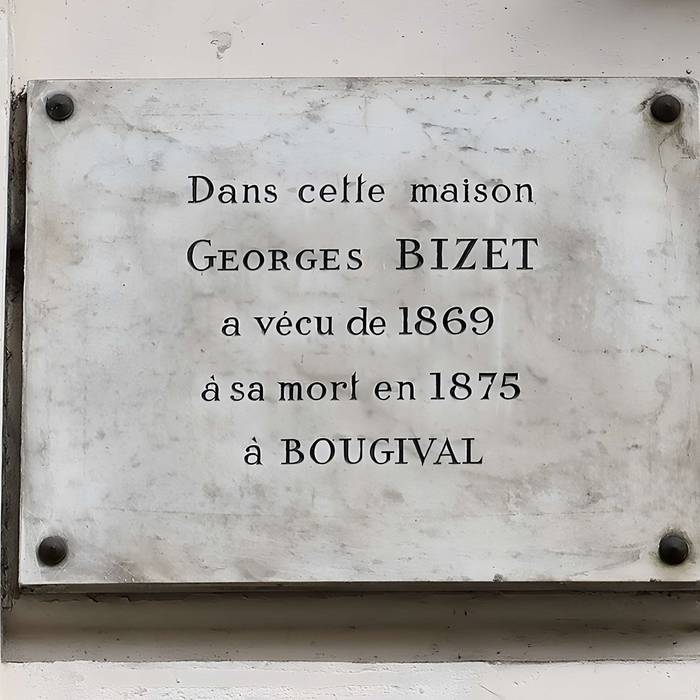 Dans cette maison
GEORGES BIZET
a vécu de 1869
à sa mort en 1875
à BOUGIVAL